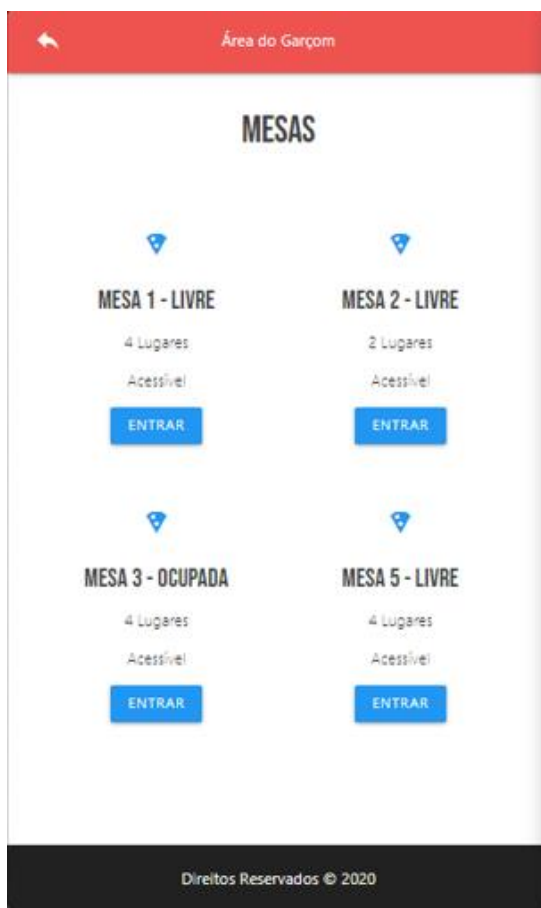 Área do Garçom
MESAS
MESA 1 - LIVRE
4 Lugares
Acessível
ENTRAR
MESA 2 - LIVRE
2 Lugares
Acessível
ENTRAR
MESA 3 - OCUPADA
4 Lugares
Acessível
ENTRAR
MESA 5 - LIVRE
4 Lugares
Acessível
ENTRAR
Direitos Reservados © 2020